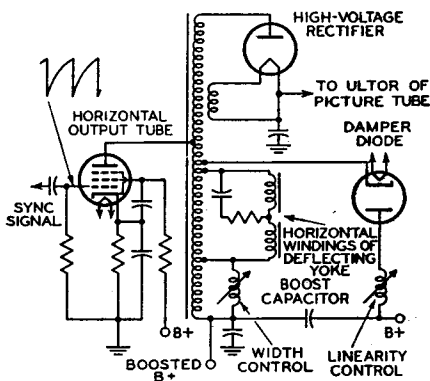 HIGH-VOLTAGE
RECTIFIER
TO ULTOR OF
PICTURE TUBE
HORIZONTAL
OUTPUT TUBE
DAMPER
DIODE
SYNC
SIGNAL
HORIZONTAL
WINDINGS OF
DEFLECTING
YOKE
BOOST
CAPACITOR
B+
B+
BOOSTED
B+
WIDTH
CONTROL
LINEARITY
CONTROL